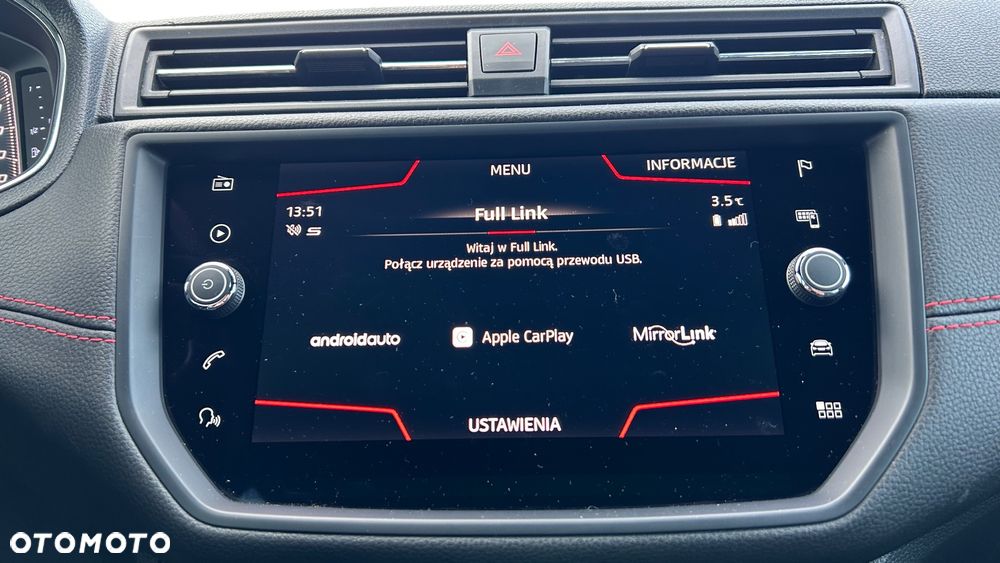 MENU
INFORMACJE
13:51
3.5°C
Full Link
Witaj w Full Link.
Połącz urządzenie za pomocą przewodu USB.
androidauto
Apple CarPlay
MirrorLink
USTAWIENIA
OTOMOTO